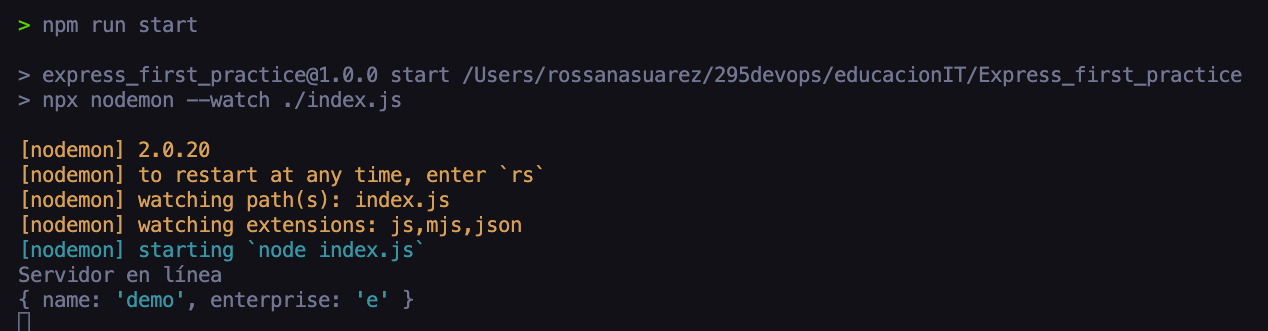 > npm run start
> express_first_practice@1.0.0 start /Users/rossanasuarez/295devops/educacionIT/Express_first_practice
> npx nodemon --watch ./index.js
[nodemon] 2.0.20
[nodemon] to restart at any time, enter `rs`
[nodemon] watching path(s): index.js
[nodemon] watching extensions: js,mjs,json
[nodemon] starting `node index.js`
Servidor en línea
{ name: 'demo', enterprise: 'e' }